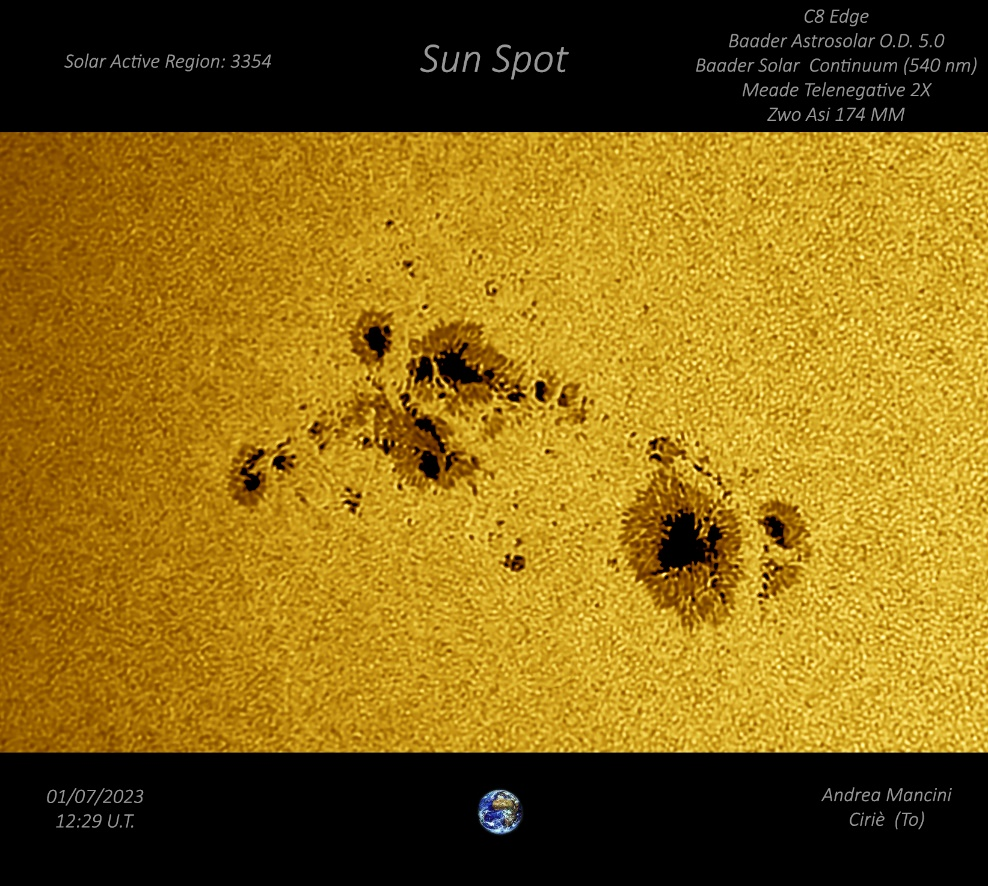 Solar Active Region: 3354
Sun Spot
C8 Edge
Baader Astrosolar O.D. 5.0
Baader Solar Continuum (540 nm)
Meade Telenegative 2X
Zwo Asi 174 MM
01/07/2023
12:29 U.T.
Andrea Mancini
Ciriè (To)